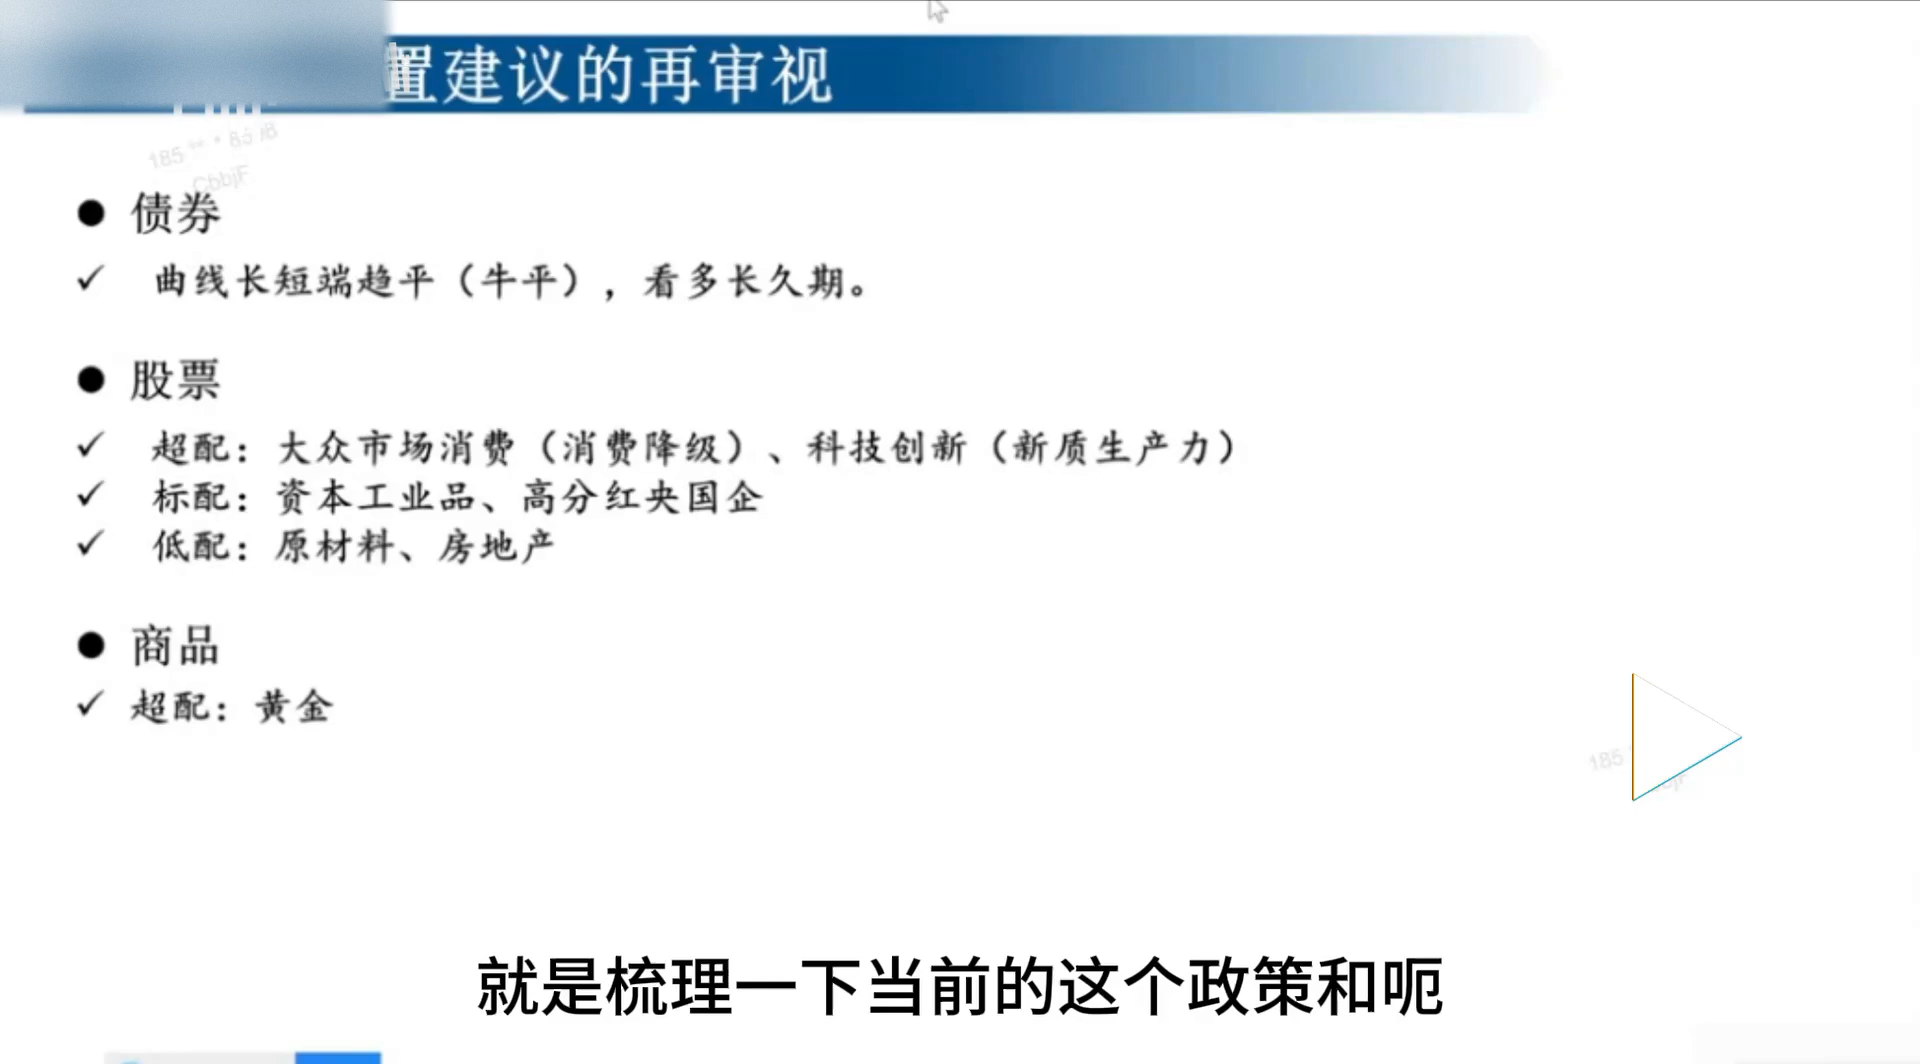 置建议的再审视
185
CbbjF
● 债券
✓ 曲线长短端趋平（牛平），看多长久期。
● 股票
✓ 超配：大众市场消费（消费降级）、科技创新（新质生产力）
✓ 标配：资本工业品、高分红央国企
✓ 低配：原材料、房地产
● 商品
✓ 超配：黄金
185
就是梳理一下当前的这个政策和呃